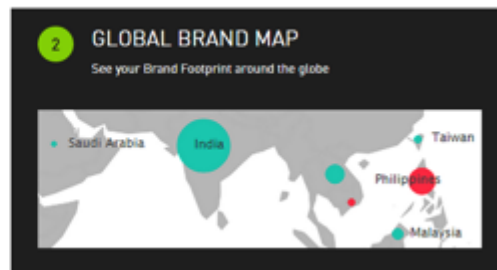 2
GLOBAL BRAND MAP
See your Brand Footprint around the globe
Saudi Arabia
India
Taiwan
Philippines
Malaysia